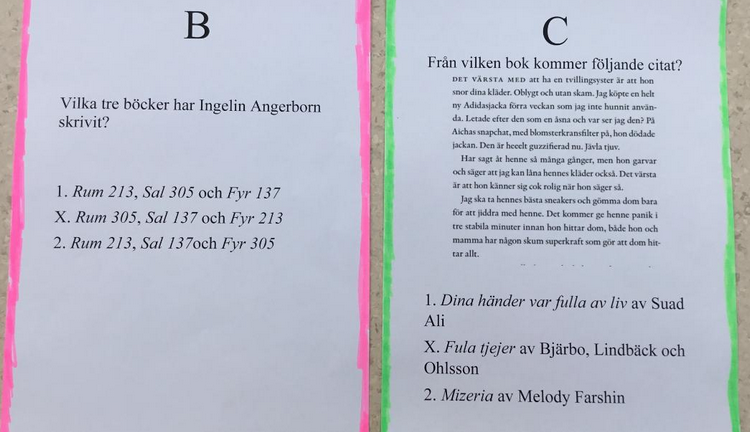 B
Vilka tre böcker har Ingelin Angerborn
skrivit?
1. Rum 213, Sal 305 och Fyr 137
X. Rum 305, Sal 137 och Fyr 213
2. Rum 213, Sal 137och Fyr 305
C
Från vilken bok kommer följande citat?
DET VÄRSTA MED att ha en tvillingsyster är att hon
snor dina kläder. Oblygt och utan skam. Jag köpte en helt
ny Adidasjacka förra veckan som jag inte hunnit använ-
da. Letade efter den som en åsna och var ser jag den? På
Aichas snapchat, med blomsterkransfilter på, hon dödade
jackan. Den är heeelt guzzifierad nu. Jävla tjuv.
Har sagt åt henne så många gånger, men hon garvar
och säger att jag kan låna hennes kläder också. Det värsta
är att hon känner sig cok rolig när hon säger så.
Jag ska ta hennes bästa sneakers och gömma dom bara
för att jiddra med henne. Det kommer ge henne panik i
tre stabila minuter innan hon hittar dom, både hon och
mamma har någon skum superkraft som gör att dom hit-
tar allt.
1. Dina händer var fulla av liv av Suad
Ali
X. Fula tjejer av Bjärbo, Lindbäck och
Ohlsson
2. Mizeria av Melody Farshin